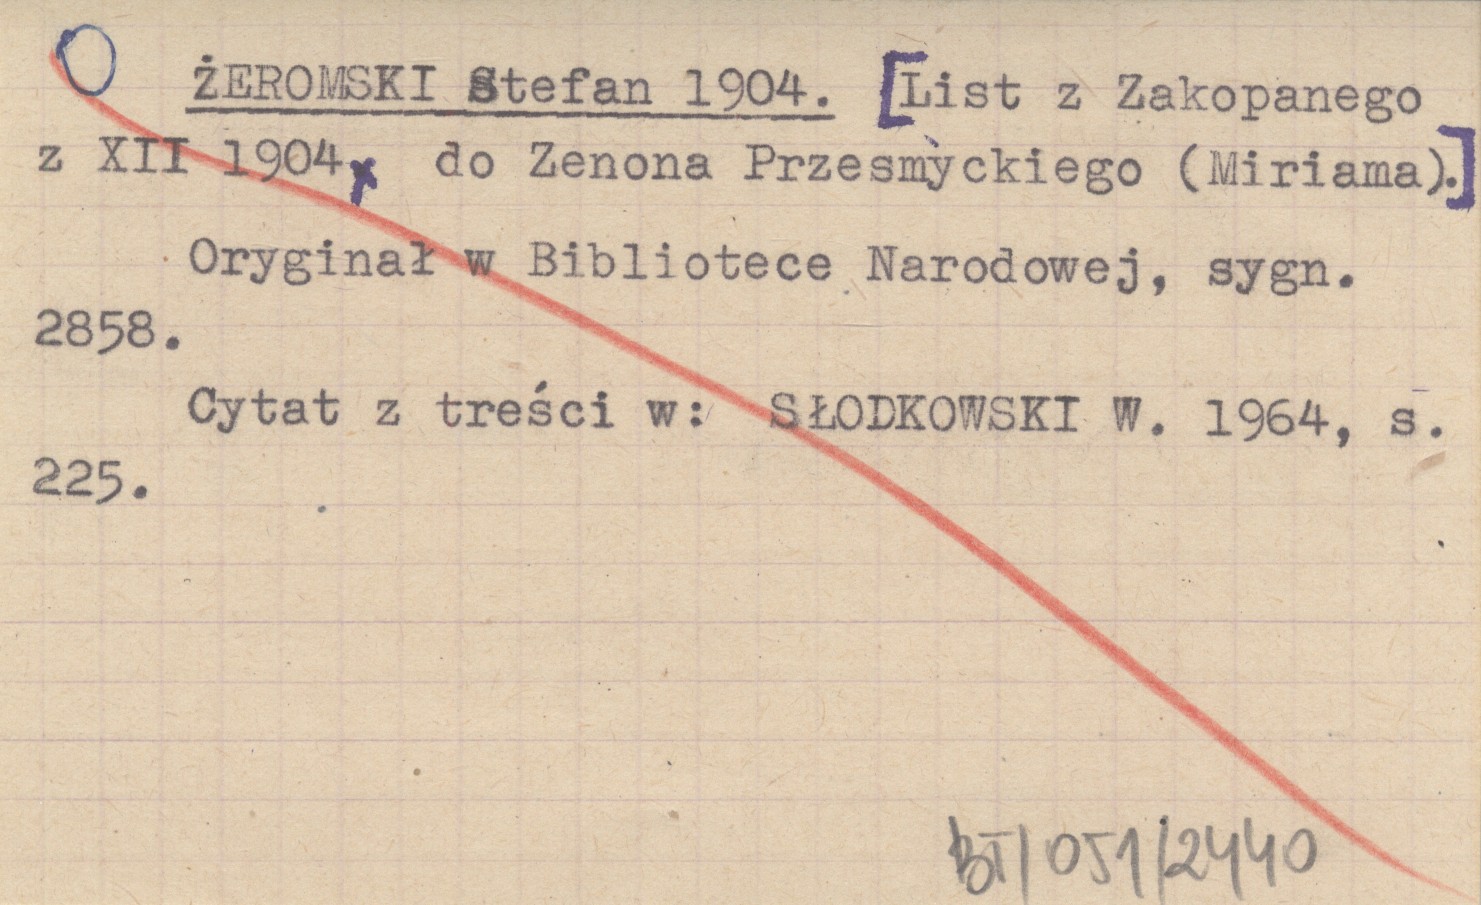 ŻEROMSKI Stefan 1904. [List z Zakopanego
z XII 1904 do Zenona Przesmyckiego (Miriama).]
Oryginał w Bibliotece Narodowej, sygn.
2858.
Cytat z treści w: SŁODKOWSKI W. 1964, s.
225.
BT/051/2440